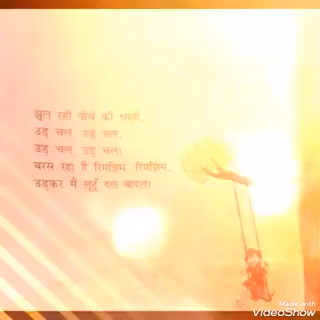 झूल रही नीचे की धरती,
उड़ चल, उड़ चल,
उड़ चल, उड़ चल।
बरस रहा है रिमझिम, रिमझिम,
उड़कर मैं लूटूँ दल बादल।
Made with
VideoShow